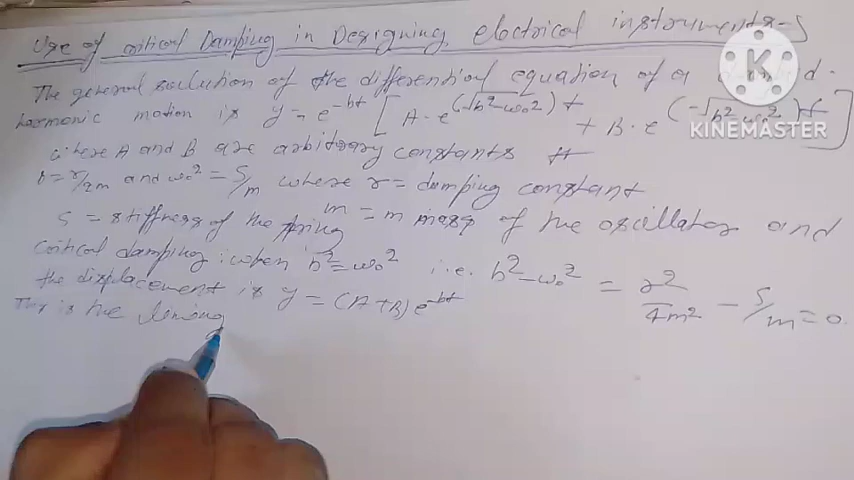 Use of critical Damping in Designing electrical instruments:-
The general solution of the differential equation of a
harmonic motion is y = e^-bt [A. e^(√b²-ω₀²)t + B. e^(-√b²-ω₀²)t]
where A and B are arbitrary constants
b = r/2m and ω₀² = S/m where r = damping constant
S = stiffness of the spring m = m mass of the oscillator and
critical damping: when b² = ω₀² i.e. b² - ω₀² = r²/4m² - S/m = 0.
the displacement is y = (A+B) e^-bt
This is the
KINEMASTER